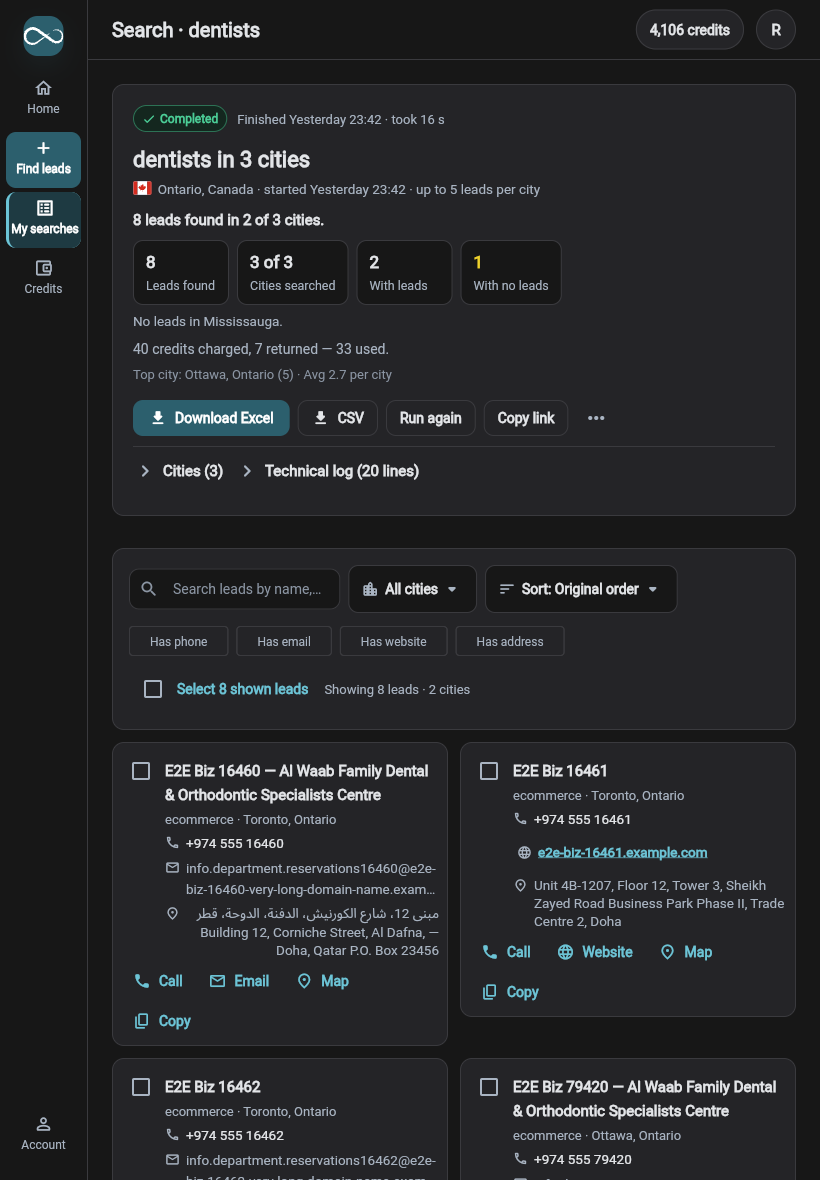 Search · dentists
4,106 credits
R
Home
Find leads
My searches
Credits
Account
Completed
Finished Yesterday 23:42 · took 16 s
dentists in 3 cities
Ontario, Canada · started Yesterday 23:42 · up to 5 leads per city
8 leads found in 2 of 3 cities.
8
Leads found
3 of 3
Cities searched
2
With leads
1
With no leads
No leads in Mississauga.
40 credits charged, 7 returned — 33 used.
Top city: Ottawa, Ontario (5) · Avg 2.7 per city
Download Excel
CSV
Run again
Copy link
Cities (3)
Technical log (20 lines)
Search leads by name,...
All cities
Sort: Original order
Has phone
Has email
Has website
Has address
Select 8 shown leads
Showing 8 leads · 2 cities
E2E Biz 16460 — Al Waab Family Dental
& Orthodontic Specialists Centre
ecommerce · Toronto, Ontario
+974 555 16460
info.department.reservations16460@e2e-
biz-16460-very-long-domain-name.exam...
مبنى 12، شارع الكورنيش، الدفنة، الدوحة، قطر
Building 12, Corniche Street, Al Dafna, —
Doha, Qatar P.O. Box 23456
Call
Email
Map
Copy
E2E Biz 16461
ecommerce · Toronto, Ontario
+974 555 16461
e2e-biz-16461.example.com
Unit 4B-1207, Floor 12, Tower 3, Sheikh
Zayed Road Business Park Phase II, Trade
Centre 2, Doha
Call
Website
Map
Copy
E2E Biz 16462
ecommerce · Toronto, Ontario
+974 555 16462
info.department.reservations16462@e2e-
E2E Biz 79420 — Al Waab Family Dental
& Orthodontic Specialists Centre
ecommerce · Ottawa, Ontario
+974 555 79420